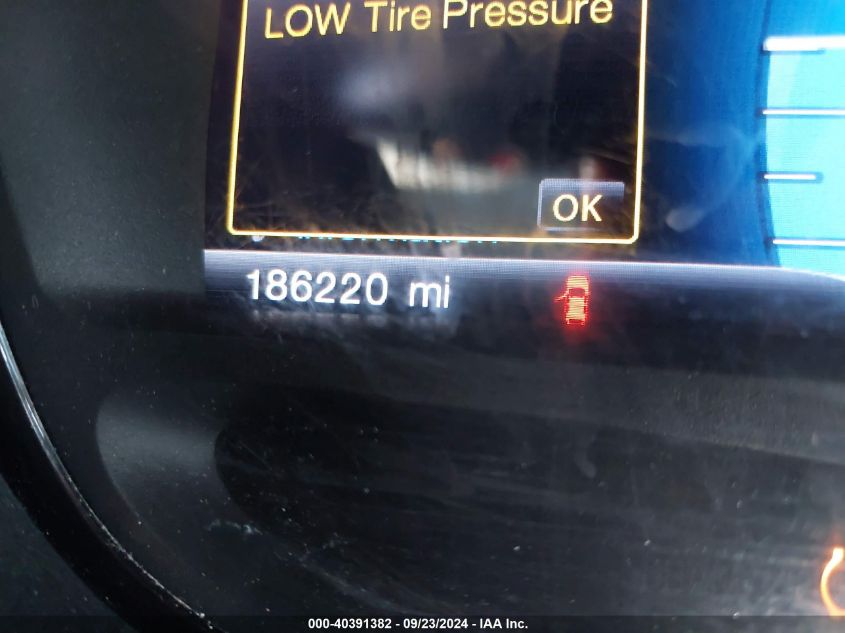 LOW Tire Pressure
OK
186220 mi
000-40391382 - 09/23/2024 - IAA Inc.